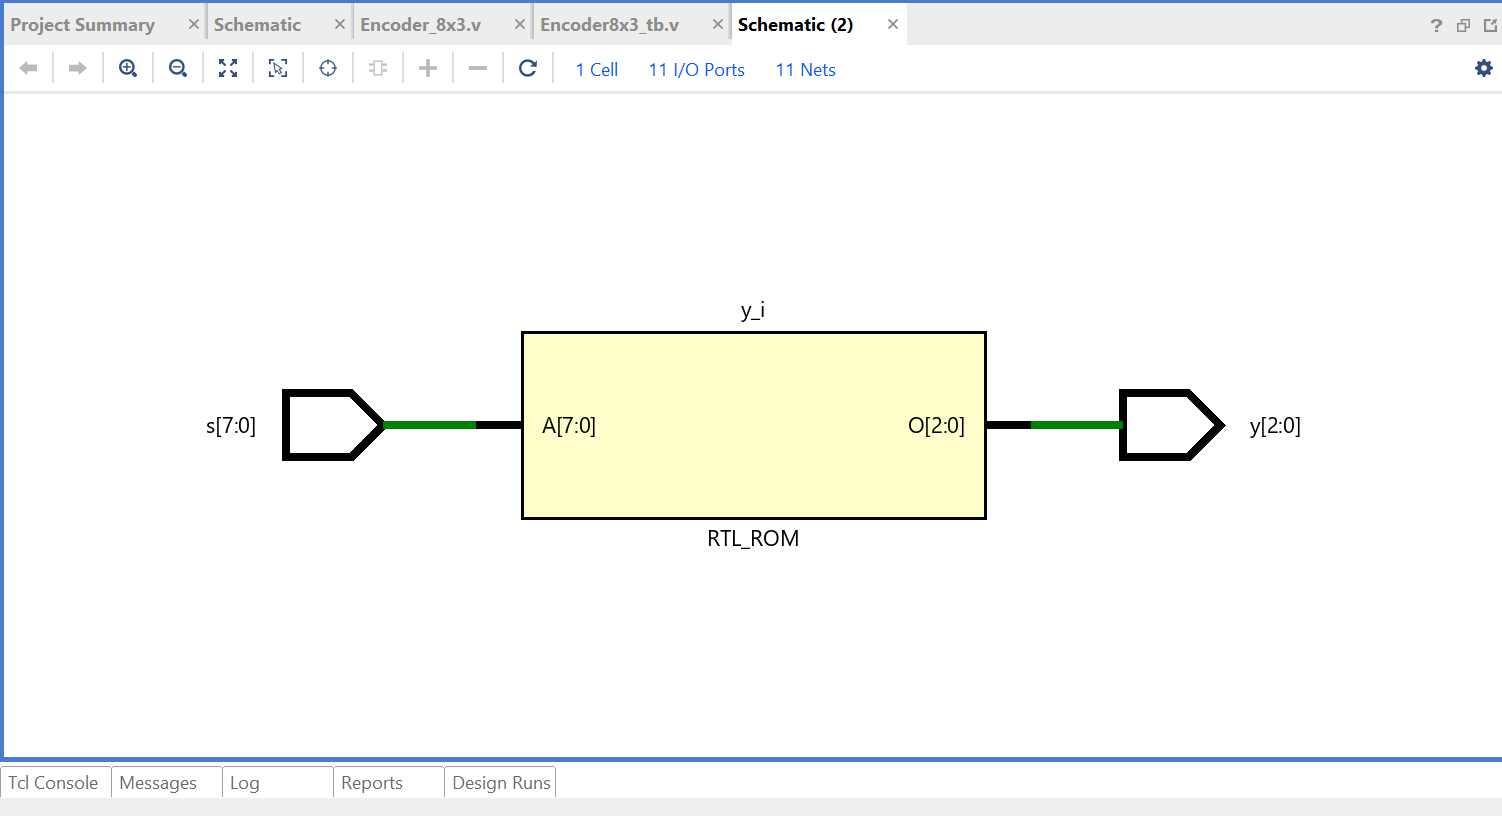 Project Summary × Schematic × Encoder_8x3.v × Encoder8x3_tb.v × Schematic (2) × ?
1 Cell 11 I/O Ports 11 Nets
y_i
s[7:0] A[7:0] O[2:0] y[2:0]
RTL_ROM
Tcl Console Messages Log Reports Design Runs